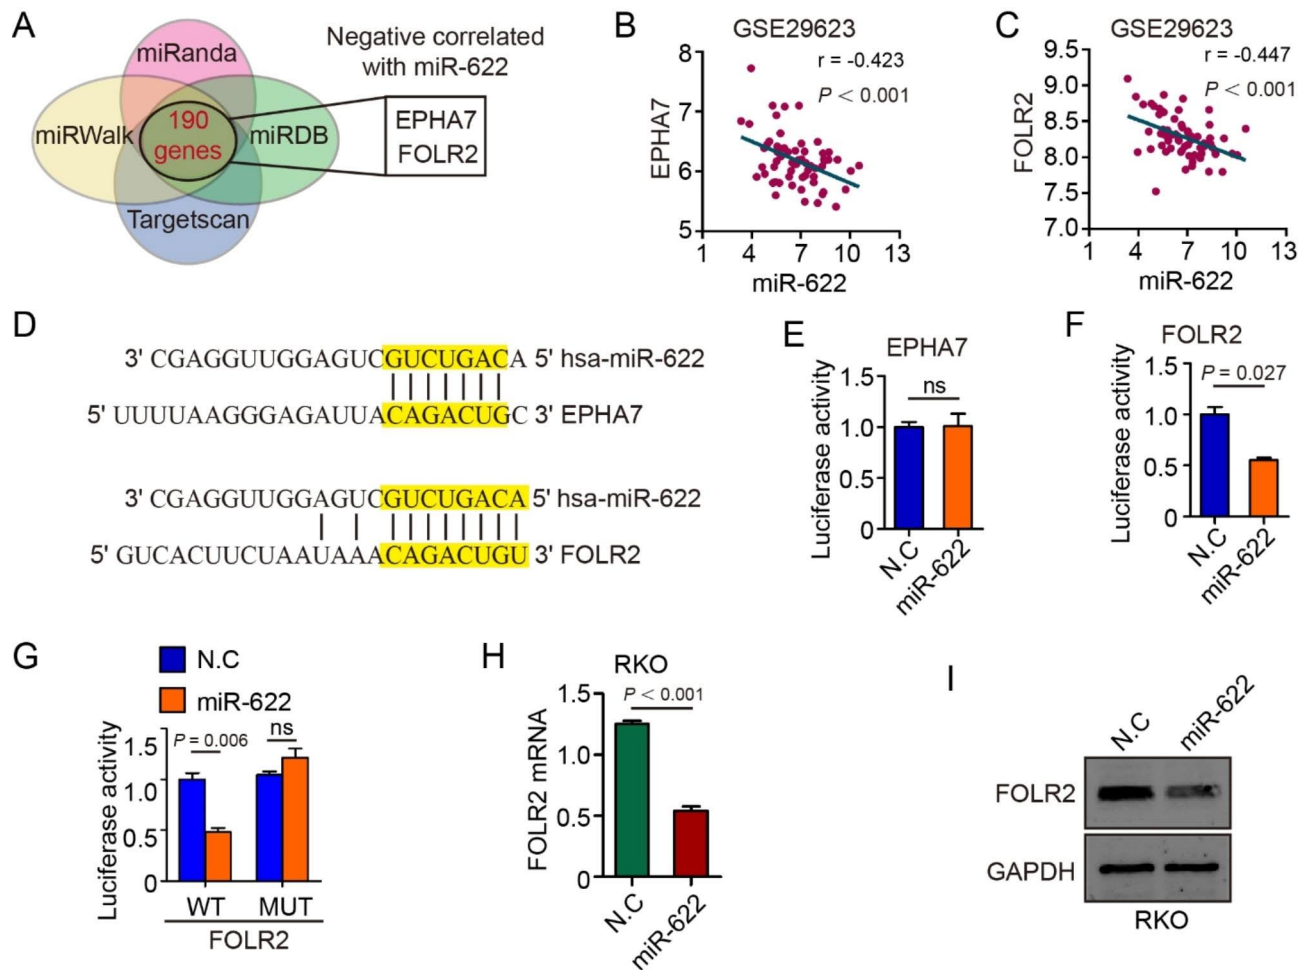 A
miRanda
miRWalk
190
genes
miRDB
Targetscan
Negative correlated
with miR-622
EPHA7
FOLR2
B
GSE29623
r = -0.423
P < 0.001
EPHA7
8
7
6
5
1 4 7 10 13
miR-622
C
GSE29623
r = -0.447
P < 0.001
FOLR2
9.5
9.0
8.5
8.0
7.5
7.0
1 4 7 10 13
miR-622
D
3' CGAGGUUGGAGUCGUCUGACA 5' hsa-miR-622
5' UUUUAAGGGAGAUUACAGACUGC 3' EPHA7
3' CGAGGUUGGAGUCGUCUGACA 5' hsa-miR-622
5' GUCACUUCUAAUAAACAGACUGU 3' FOLR2
E
EPHA7
ns
Luciferase activity
1.5
1.0
0.5
0
N.C
miR-622
F
FOLR2
P = 0.027
Luciferase activity
1.5
1.0
0.5
0
N.C
miR-622
G
N.C
miR-622
P = 0.006
ns
Luciferase activity
1.5
1.0
0.5
0
WT MUT
FOLR2
H
RKO
P < 0.001
FOLR2 mRNA
1.5
1.0
0.5
0
N.C
miR-622
I
N.C
miR-622
FOLR2
GAPDH
RKO